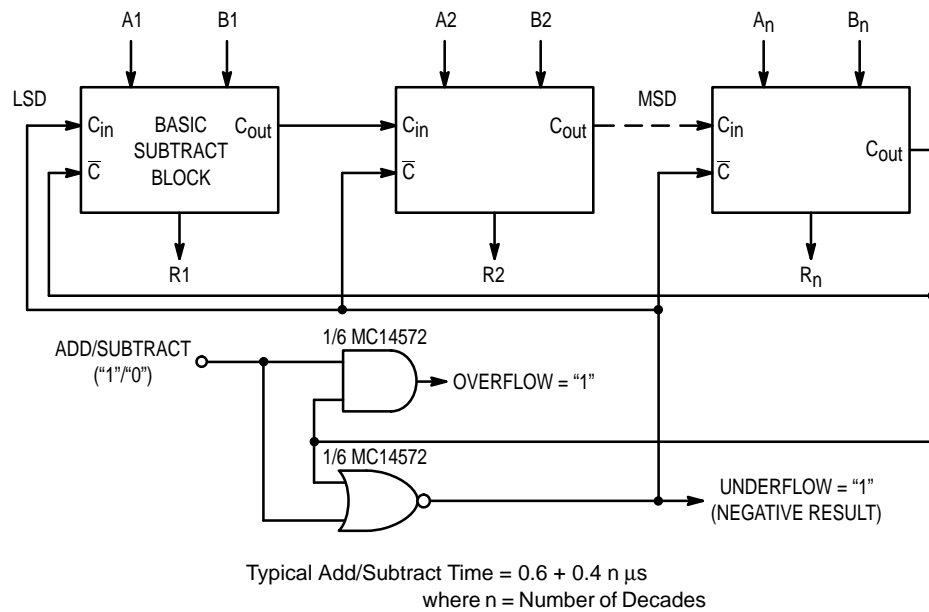 A1 B1 A2 B2 An Bn
LSD MSD
Cin BASIC SUBTRACT BLOCK Cout
C̅
Cin Cout
C̅
Cin Cout
C̅
R1 R2 Rn
1/6 MC14572
ADD/SUBTRACT
(“1”/“0”)
OVERFLOW = “1”
1/6 MC14572
UNDERFLOW = “1”
(NEGATIVE RESULT)
Typical Add/Subtract Time = 0.6 + 0.4 n μs
where n = Number of Decades